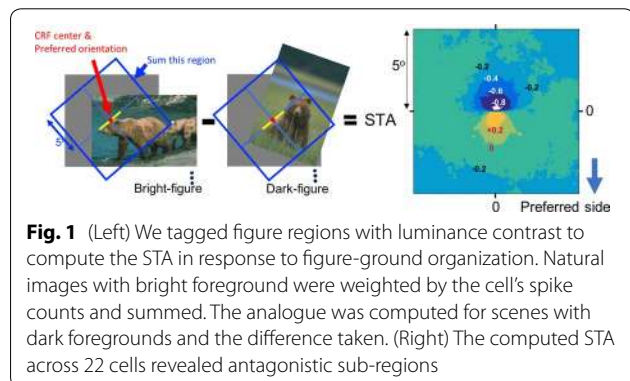 CRF center &
Preferred orientation
Sum this region
5
Bright-figure
-
Dark-figure
= STA
5°
-0.2
-0.4
-0.6
-0.8
-0.2
0
+0.2
0
-0.2
-0.2
0
Preferred side
Fig. 1 (Left) We tagged figure regions with luminance contrast to
compute the STA in response to figure-ground organization. Natural
images with bright foreground were weighted by the cell's spike
counts and summed. The analogue was computed for scenes with
dark foregrounds and the difference taken. (Right) The computed STA
across 22 cells revealed antagonistic sub-regions